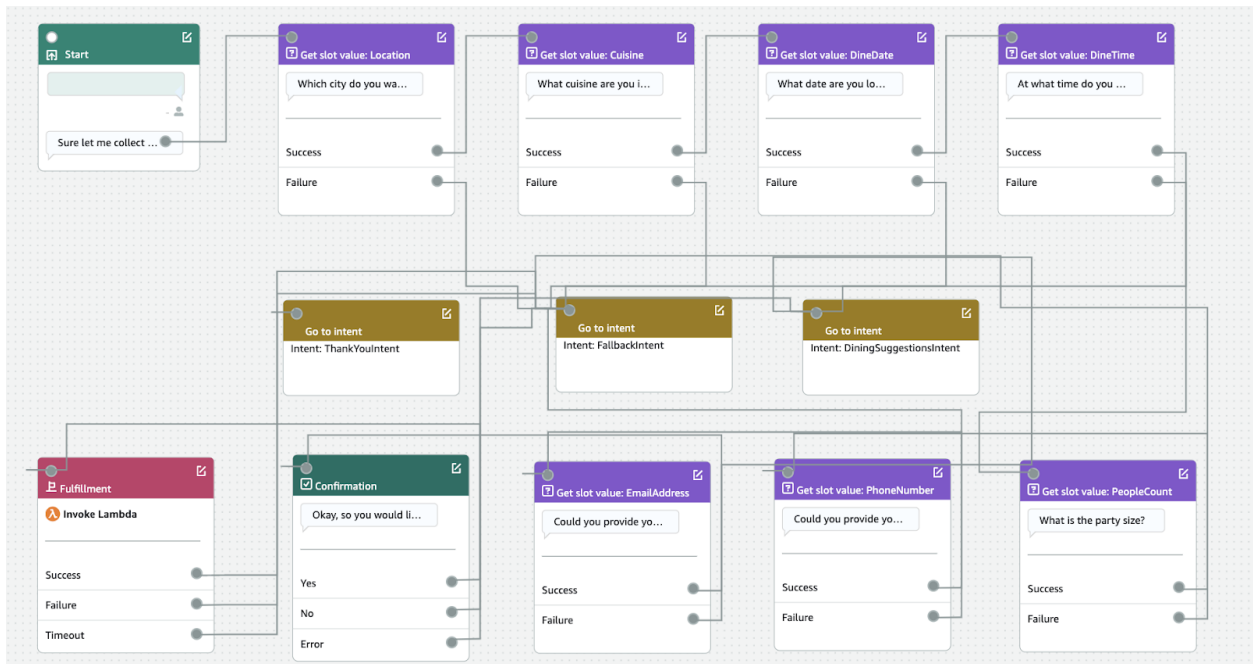 Start
Sure let me collect ...
Get slot value: Location
Which city do you wa...
Success
Failure
Get slot value: Cuisine
What cuisine are you i...
Success
Failure
Get slot value: DineDate
What date are you lo...
Success
Failure
Get slot value: DineTime
At what time do you ...
Success
Failure
Go to intent
Intent: ThankYouIntent
Go to intent
Intent: FallbackIntent
Go to intent
Intent: DiningSuggestionsIntent
Fulfillment
Invoke Lambda
Success
Failure
Timeout
Confirmation
Okay, so you would li...
Yes
No
Error
Get slot value: EmailAddress
Could you provide yo...
Success
Failure
Get slot value: PhoneNumber
Could you provide yo...
Success
Failure
Get slot value: PeopleCount
What is the party size?
Success
Failure